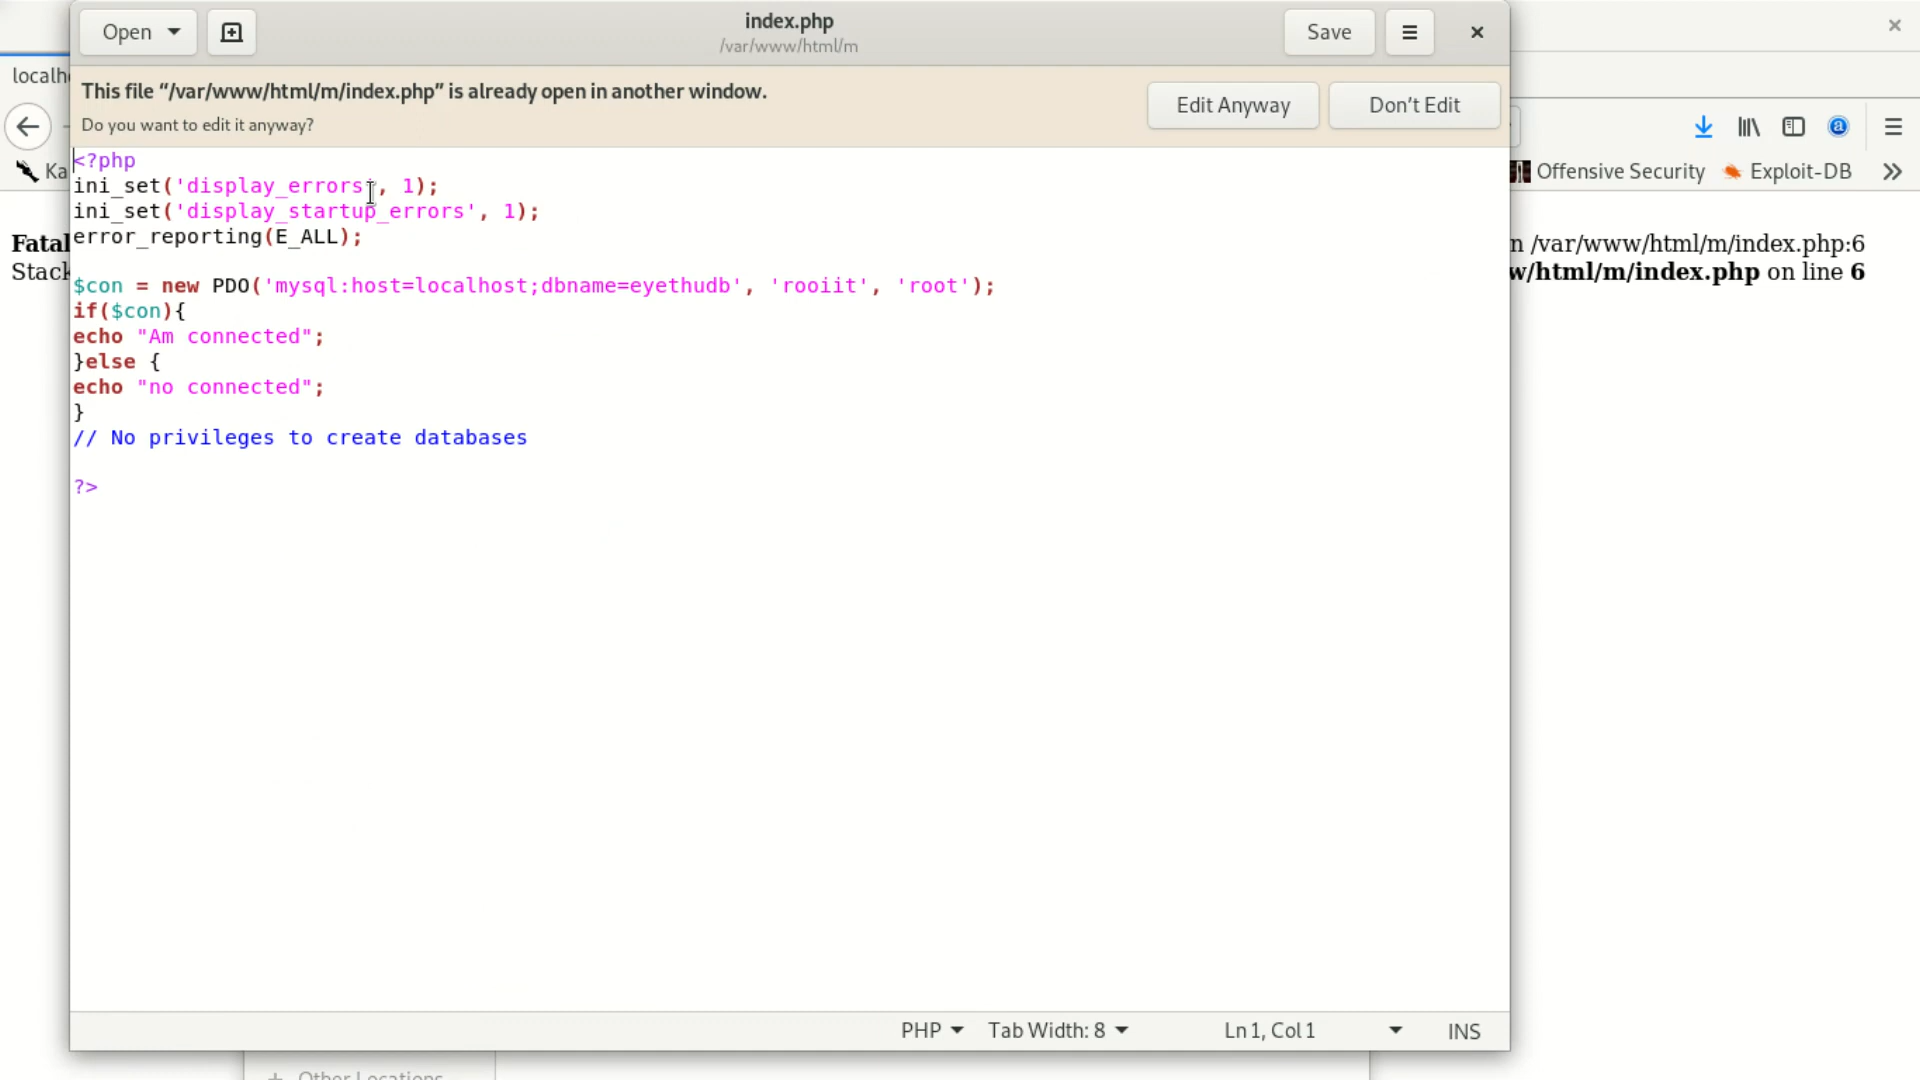 Open
index.php
/var/www/html/m
Save
This file “/var/www/html/m/index.php” is already open in another window.
Do you want to edit it anyway?
Edit Anyway
Don’t Edit
<?php
ini_set('display_errors', 1);
ini_set('display_startup_errors', 1);
error_reporting(E_ALL);
$con = new PDO('mysql:host=localhost;dbname=eyethudb', 'rooiit', 'root');
if($con){
echo "Am connected";
}else {
echo "no connected";
}
// No privileges to create databases
?>
PHP
Tab Width: 8
Ln 1, Col 1
INS
localh
Ka
Offensive Security
Exploit-DB
Fatal
n /var/www/html/m/index.php:6
Stack
w/html/m/index.php on line 6
+ Other Locations